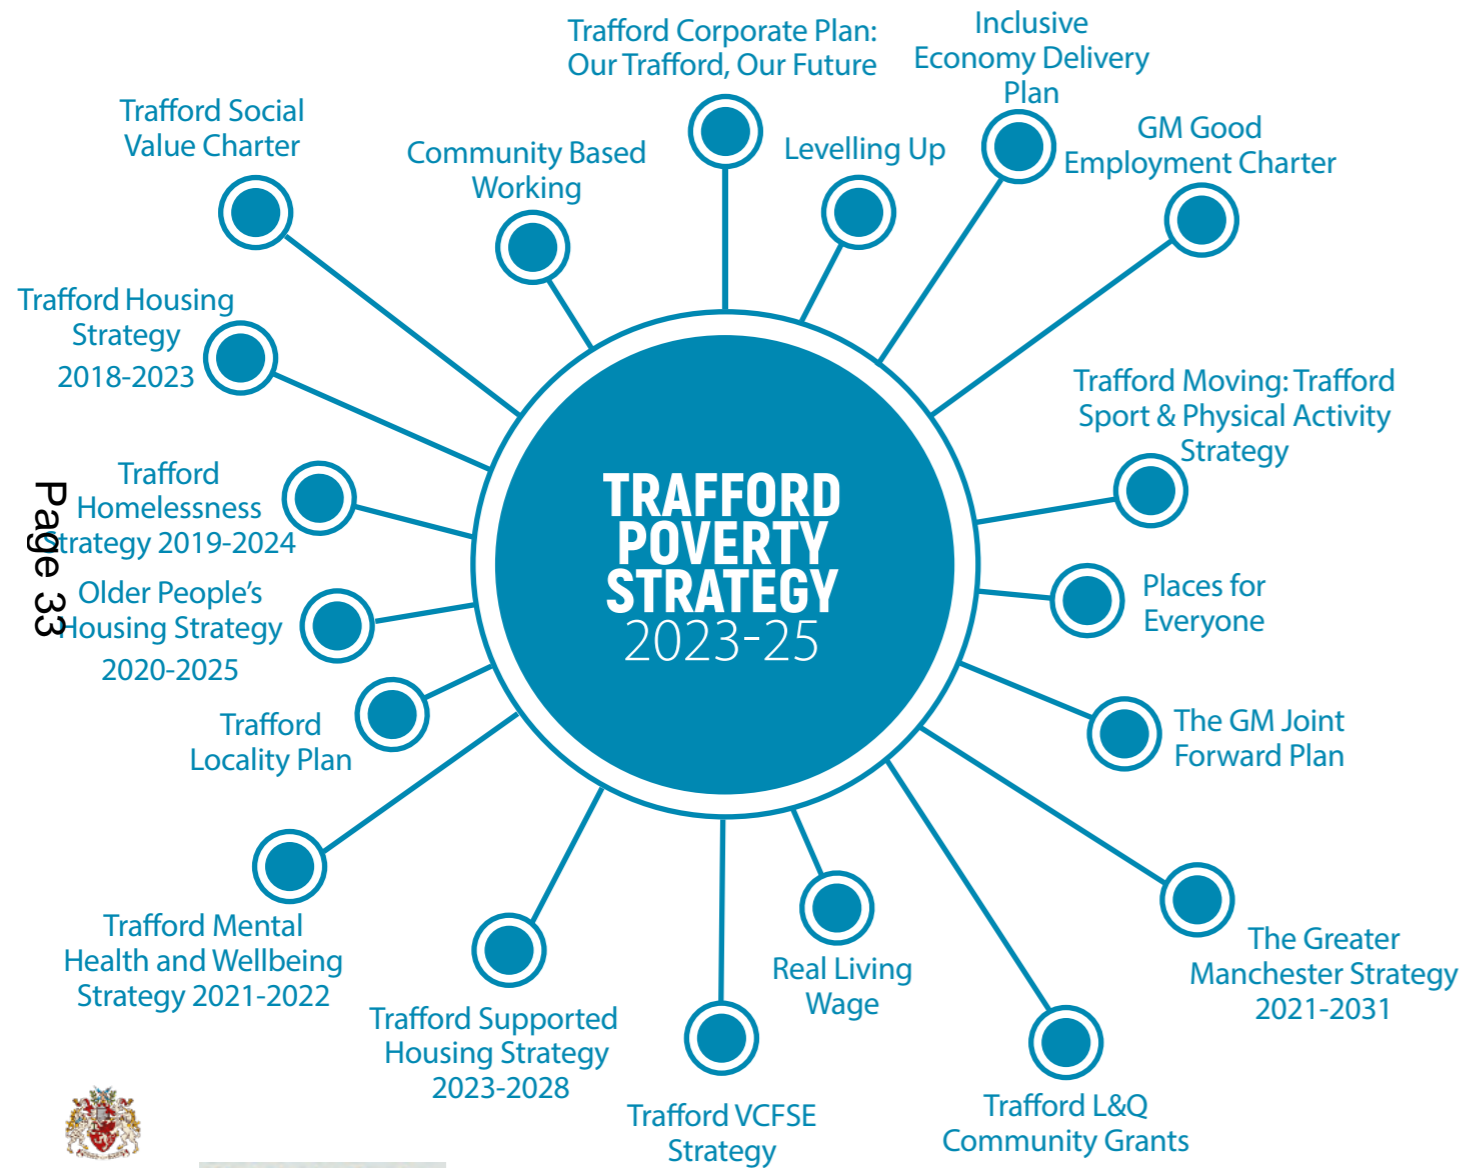 Trafford Corporate Plan:
Our Trafford, Our Future
Inclusive
Economy Delivery
Plan
Trafford Social
Value Charter
Community Based
Working
Levelling Up
GM Good
Employment Charter
Trafford Housing
Strategy
2018-2023
Trafford Moving: Trafford
Sport & Physical Activity
Strategy
Trafford
Homelessness
Strategy 2019-2024
Page 33
TRAFFORD
POVERTY
STRATEGY
2023-25
Older People’s
Housing Strategy
2020-2025
Places for
Everyone
Trafford
Locality Plan
The GM Joint
Forward Plan
Trafford Mental
Health and Wellbeing
Strategy 2021-2022
The Greater
Manchester Strategy
2021-2031
Real Living
Wage
Trafford Supported
Housing Strategy
2023-2028
Trafford VCFSE
Strategy
Trafford L&Q
Community Grants